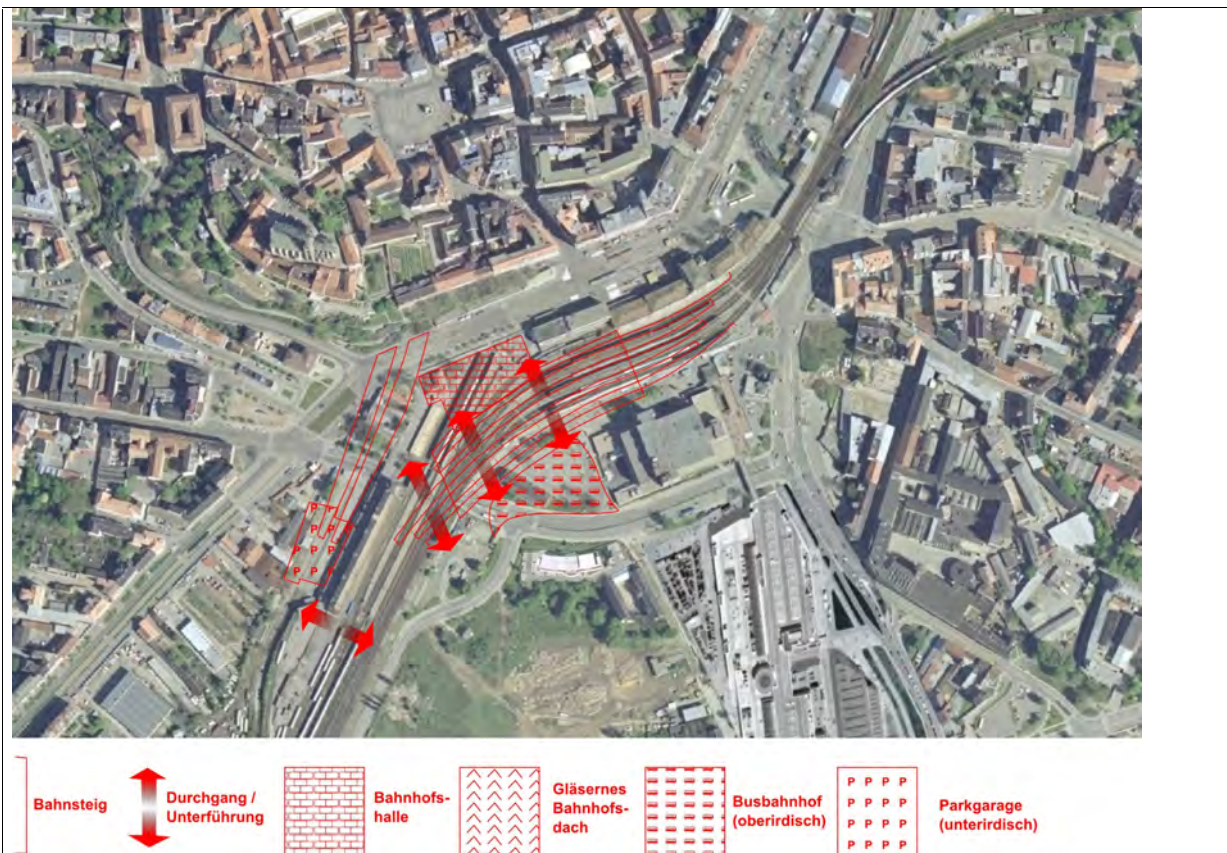 P P
P P
P P P
P P P
Bahnsteig
Durchgang /
Unterführung
Bahnhofs-
halle
Gläsernes
Bahnhofs-
dach
Busbahnhof
(oberirdisch)
P P P P
P P P P
P P P P
P P P P
Parkgarage
(unterirdisch)